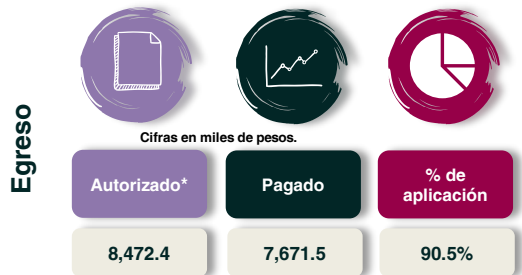 Egreso
Cifras en miles de pesos.
Autorizado*
Pagado
% de
aplicación
8,472.4
7,671.5
90.5%